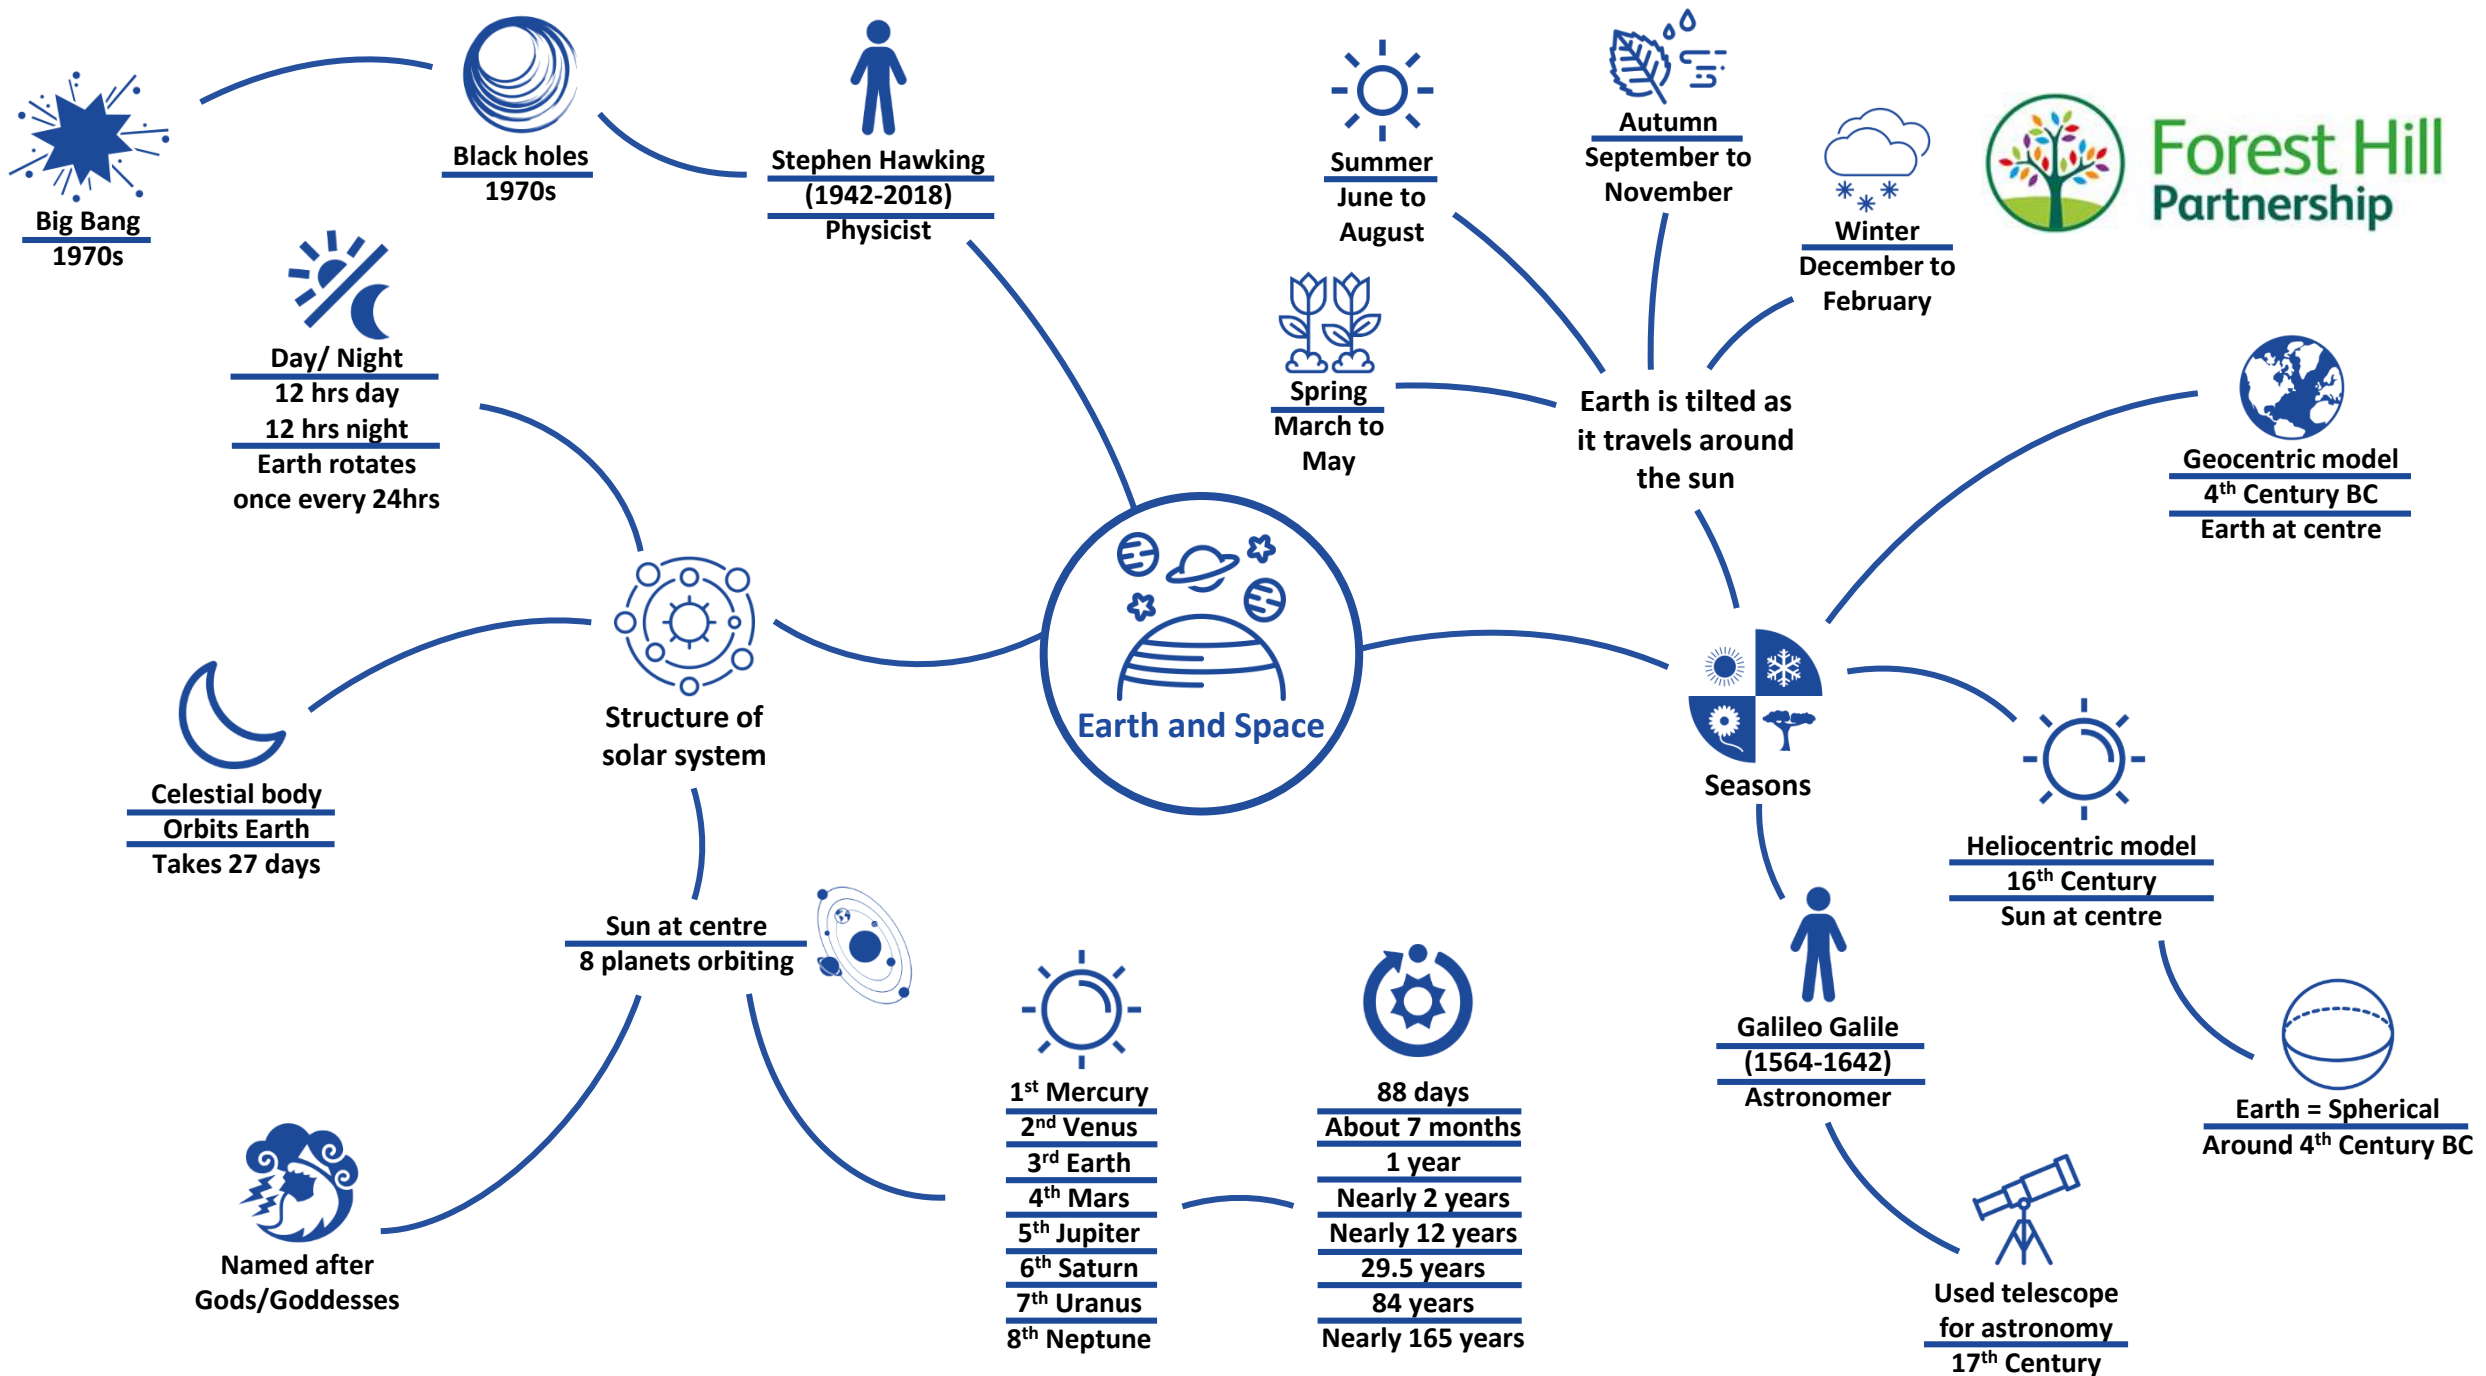 Big Bang
1970s
Black holes
1970s
Stephen Hawking
(1942-2018)
Physicist
Day/ Night
12 hrs day
12 hrs night
Earth rotates
once every 24hrs
Summer
June to
August
Autumn
September to
November
Winter
December to
February
Forest Hill
Partnership
Spring
March to
May
Earth is tilted as
it travels around
the sun
Geocentric model
4th Century BC
Earth at centre
Structure of
solar system
Earth and Space
Seasons
Celestial body
Orbits Earth
Takes 27 days
Heliocentric model
16th Century
Sun at centre
Sun at centre
8 planets orbiting
Galileo Galile
(1564-1642)
Astronomer
Earth = Spherical
Around 4th Century BC
Named after
Gods/Goddesses
1st Mercury
2nd Venus
3rd Earth
4th Mars
5th Jupiter
6th Saturn
7th Uranus
8th Neptune
88 days
About 7 months
1 year
Nearly 2 years
Nearly 12 years
29.5 years
84 years
Nearly 165 years
Used telescope
for astronomy
17th Century